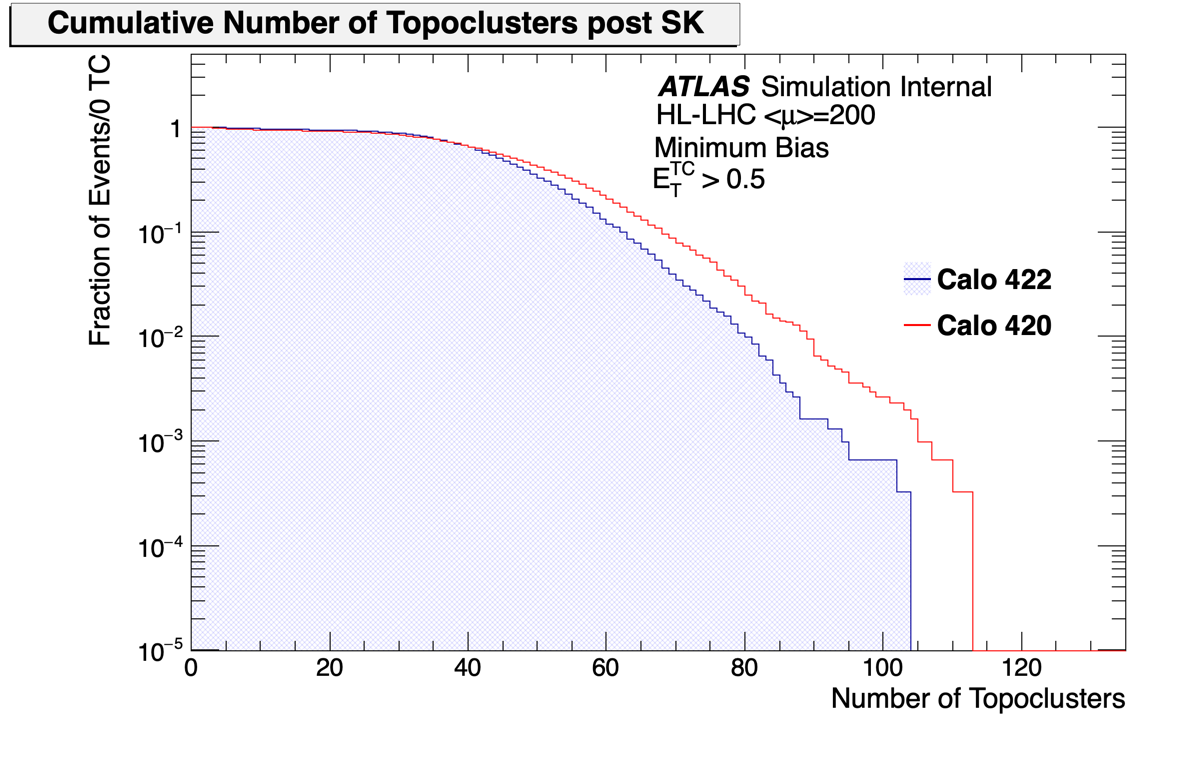 Cumulative Number of Topoclusters post SK
Fraction of Events/0 TC
ATLAS Simulation Internal
HL-LHC <μ>=200
Minimum Bias
E_T^TC > 0.5
Calo 422
Calo 420
1
10⁻¹
10⁻²
10⁻³
10⁻⁴
10⁻⁵
0 20 40 60 80 100 120
Number of Topoclusters